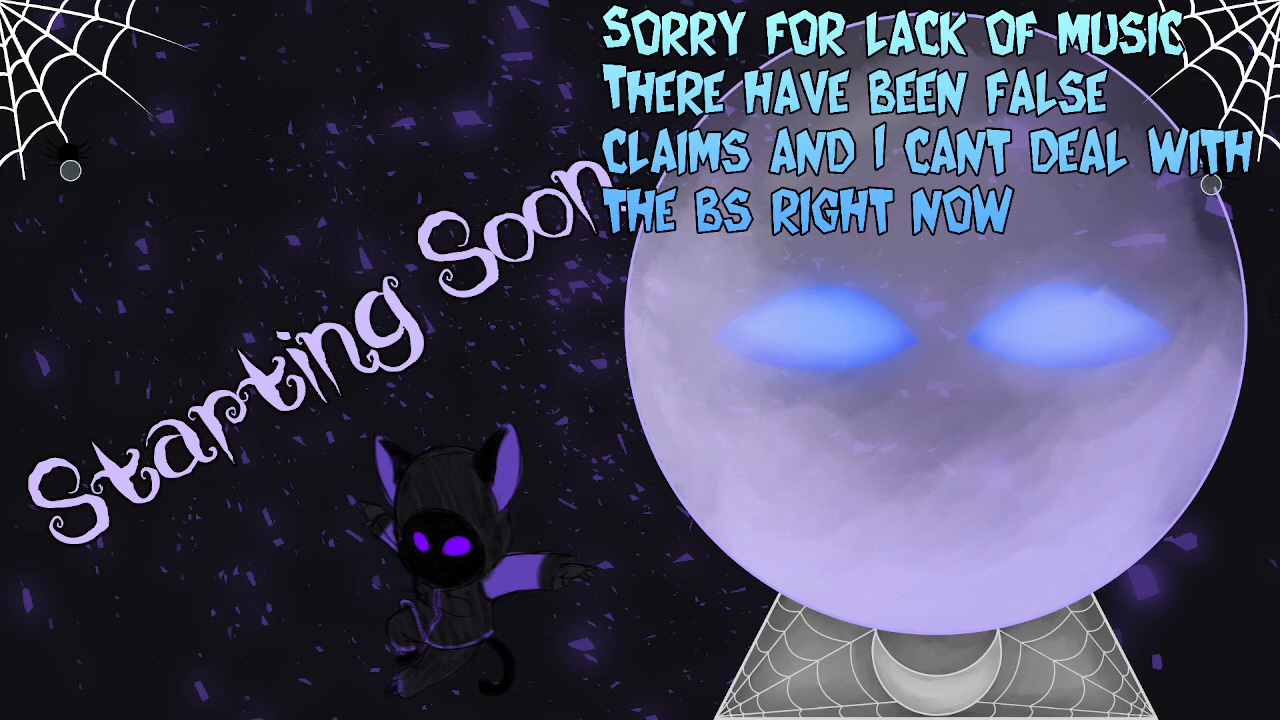 Sorry for lack of music
There have been false
claims and I cant deal with
the BS right now
Starting Soon